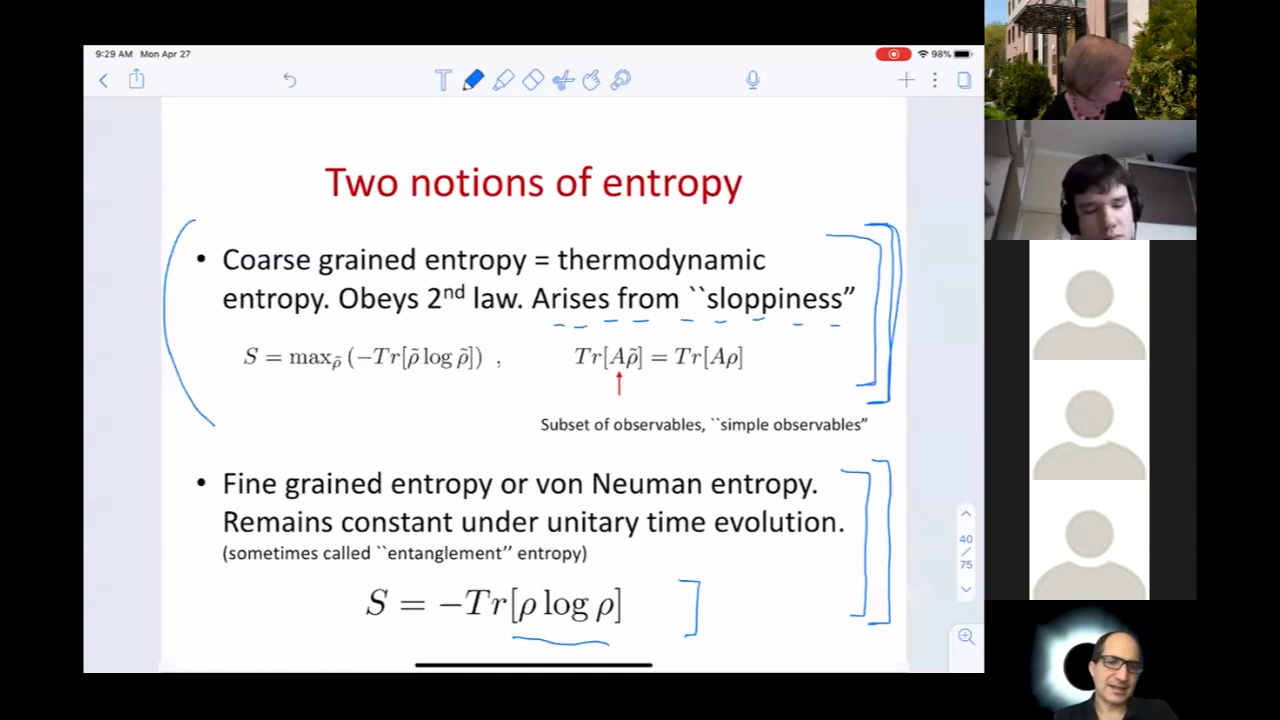 9:29 AM Mon Apr 27
98%
Two notions of entropy
• Coarse grained entropy = thermodynamic
entropy. Obeys 2nd law. Arises from ``sloppiness”
S = max_ρ̃ (−Tr[ρ̃ log ρ̃]) , Tr[Aρ̃] = Tr[Aρ]
Subset of observables, ``simple observables”
• Fine grained entropy or von Neuman entropy.
Remains constant under unitary time evolution.
(sometimes called ``entanglement’’ entropy)
S = −Tr[ρ log ρ]
40
/
75